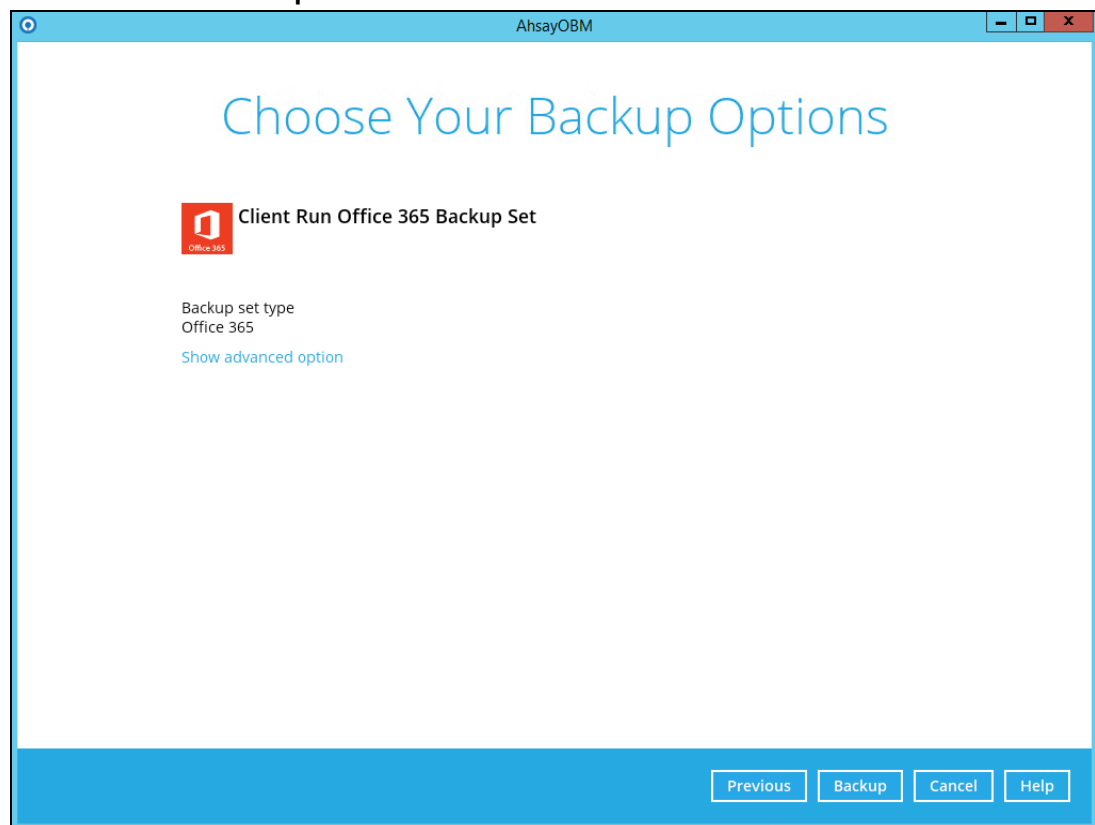 AhsayOBM
Choose Your Backup Options
Client Run Office 365 Backup Set
Office 365
Backup set type
Office 365
Show advanced option
Previous Backup Cancel Help